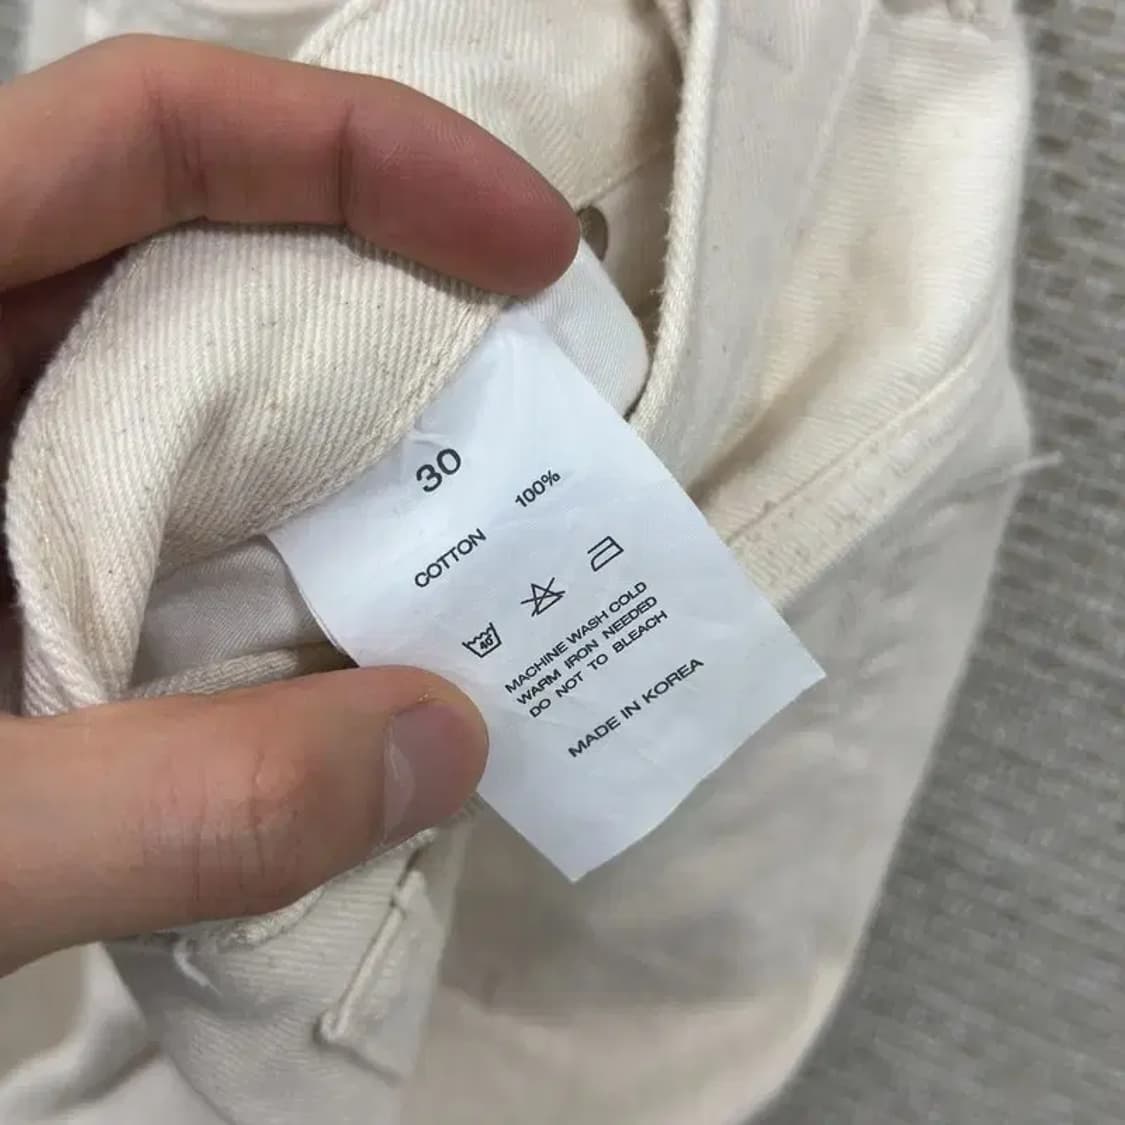 30
COTTON 100%
40°
MACHINE WASH COLD
WARM IRON NEEDED
DO NOT TO BLEACH
MADE IN KOREA